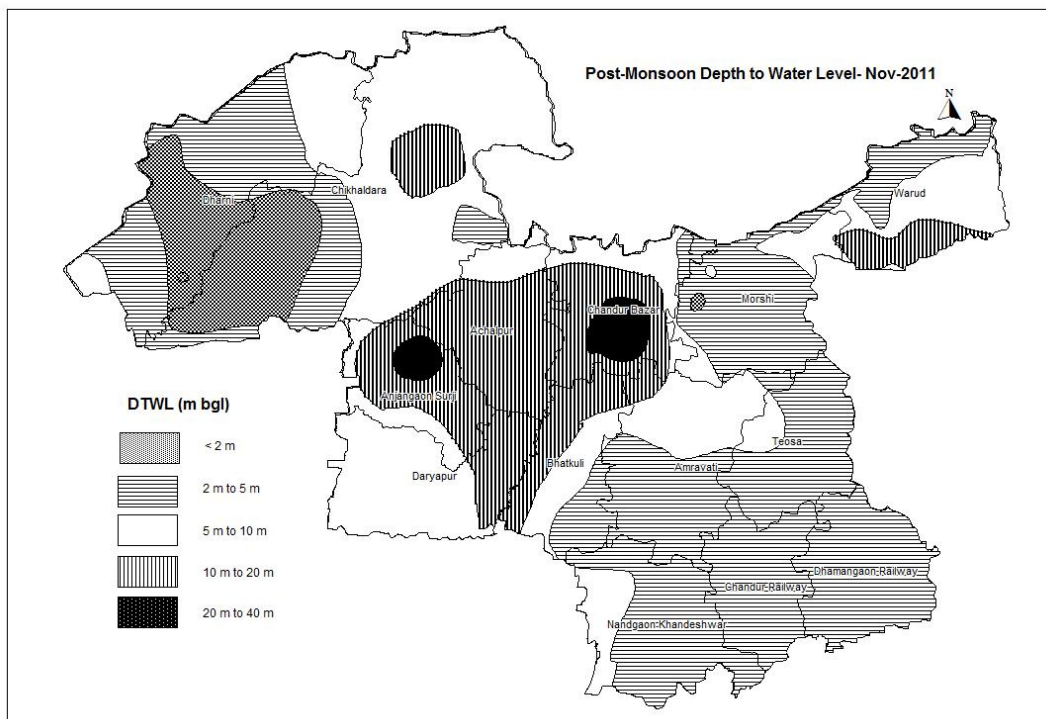 Post-Monsoon Depth to Water Level- Nov-2011
N
Warud
Dharni
Chikhaldara
Morshi
Chandur Bazar
Achalpur
Anjangaon Surji
Teosa
Daryapur
Bhatkuli
Amravati
Dhamangaon Railway
Chandur Railway
Nandgaon Khandeshwar
DTWL (m bgl)
< 2 m
2 m to 5 m
5 m to 10 m
10 m to 20 m
20 m to 40 m